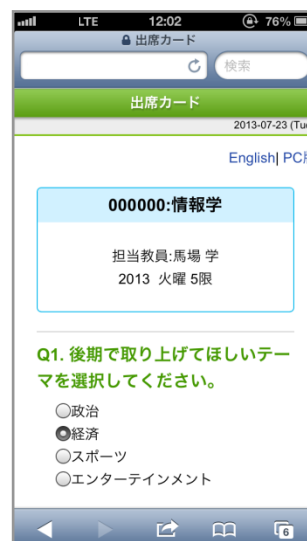 LTE 12:02 76%
出席カード
検索
出席カード
2013-07-23 (Tue
English| PC版
000000:情報学
担当教員:馬場 学
2013 火曜 5限
Q1. 後期で取り上げてほしいテー
マを選択してください。
政治
経済
スポーツ
エンターテインメント
6